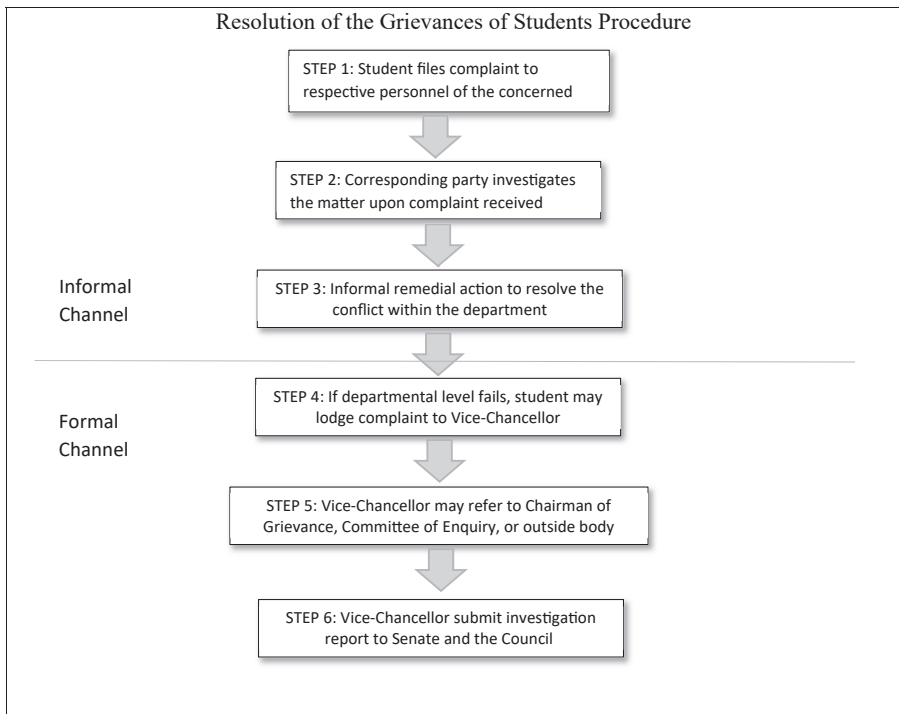 Resolution of the Grievances of Students Procedure
STEP 1: Student files complaint to
respective personnel of the concerned
STEP 2: Corresponding party investigates
the matter upon complaint received
Informal
Channel
STEP 3: Informal remedial action to resolve the
conflict within the department
STEP 4: If departmental level fails, student may
lodge complaint to Vice-Chancellor
Formal
Channel
STEP 5: Vice-Chancellor may refer to Chairman of
Grievance, Committee of Enquiry, or outside body
STEP 6: Vice-Chancellor submit investigation
report to Senate and the Council